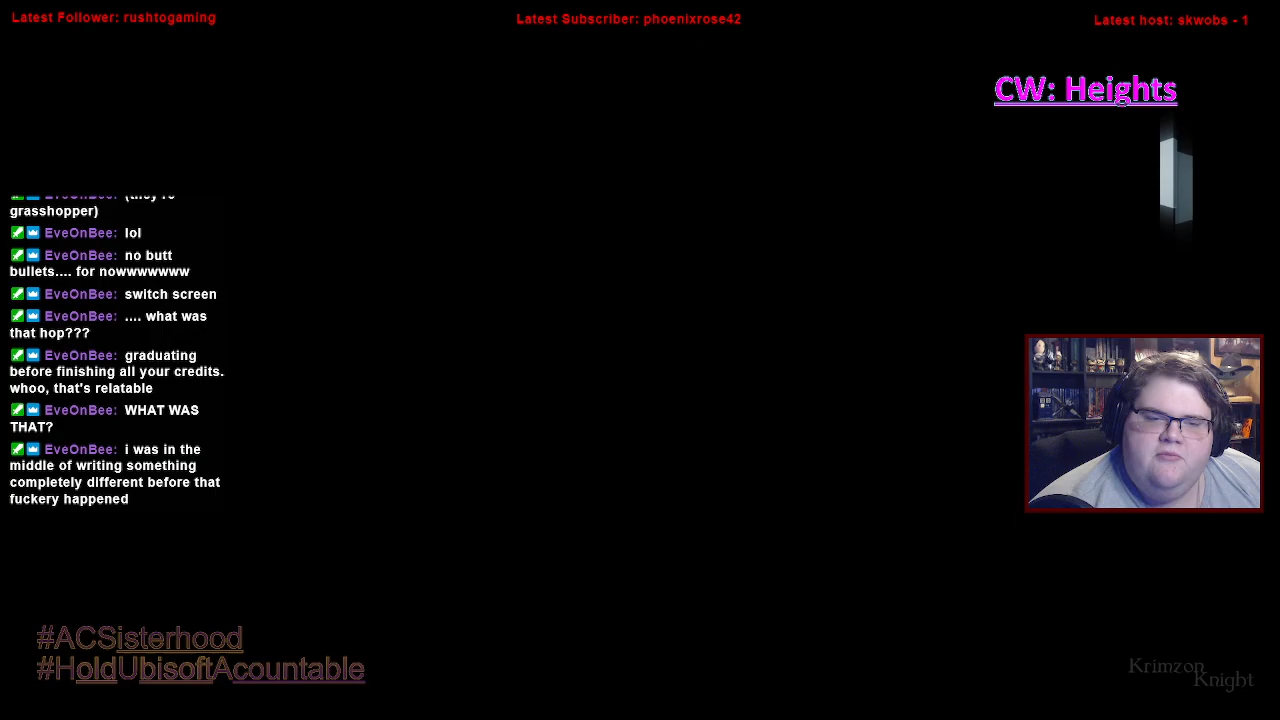 Latest Follower: rushtogaming
Latest Subscriber: phoenixrose42
Latest host: skwobs - 1
CW: Heights
EveOnBee: (they're
grasshopper)
EveOnBee: lol
EveOnBee: no butt
bullets.... for nowwwwwww
EveOnBee: switch screen
EveOnBee: .... what was
that hop???
EveOnBee: graduating
before finishing all your credits.
whoo, that's relatable
EveOnBee: WHAT WAS
THAT?
EveOnBee: i was in the
middle of writing something
completely different before that
fuckery happened
#ACSisterhood
#HoldUbisoftAcountable
Krimzon
Knight